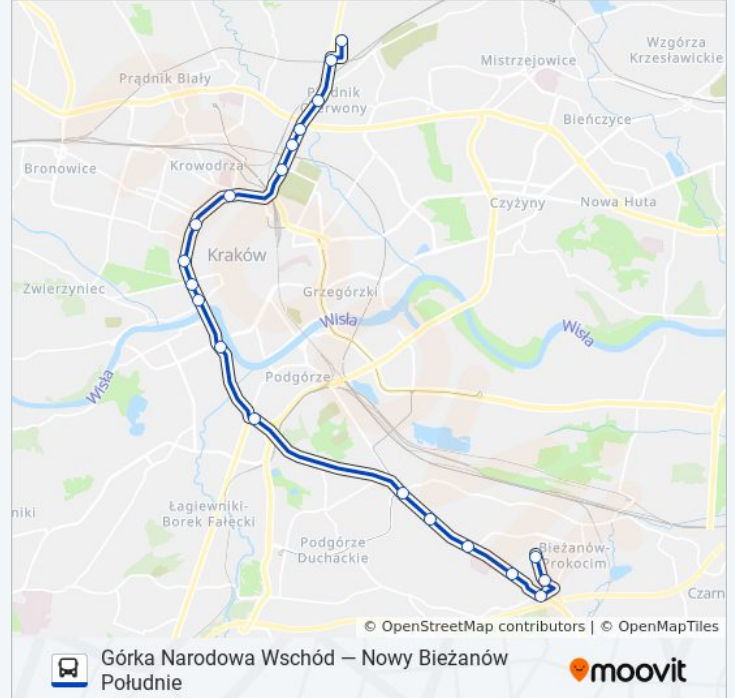 Wzgórza
Krzesławickie
Mistrzejowice
Prądnik Biały
Prądnik
Czerwony
Bieńczyce
Bronowice
Krowodrza
Czyżyny
Nowa Huta
Kraków
Zwierzyniec
Grzegórzki
Wisła
Wisła
Podgórze
Wisła
niki
Łagiewniki-
Borek Fałęcki
Podgórze
Duchackie
Bieżanów-
Prokocim
Czarn
© OpenStreetMap contributors | © OpenMapTiles
Górka Narodowa Wschód — Nowy Bieżanów
Południe
moovit